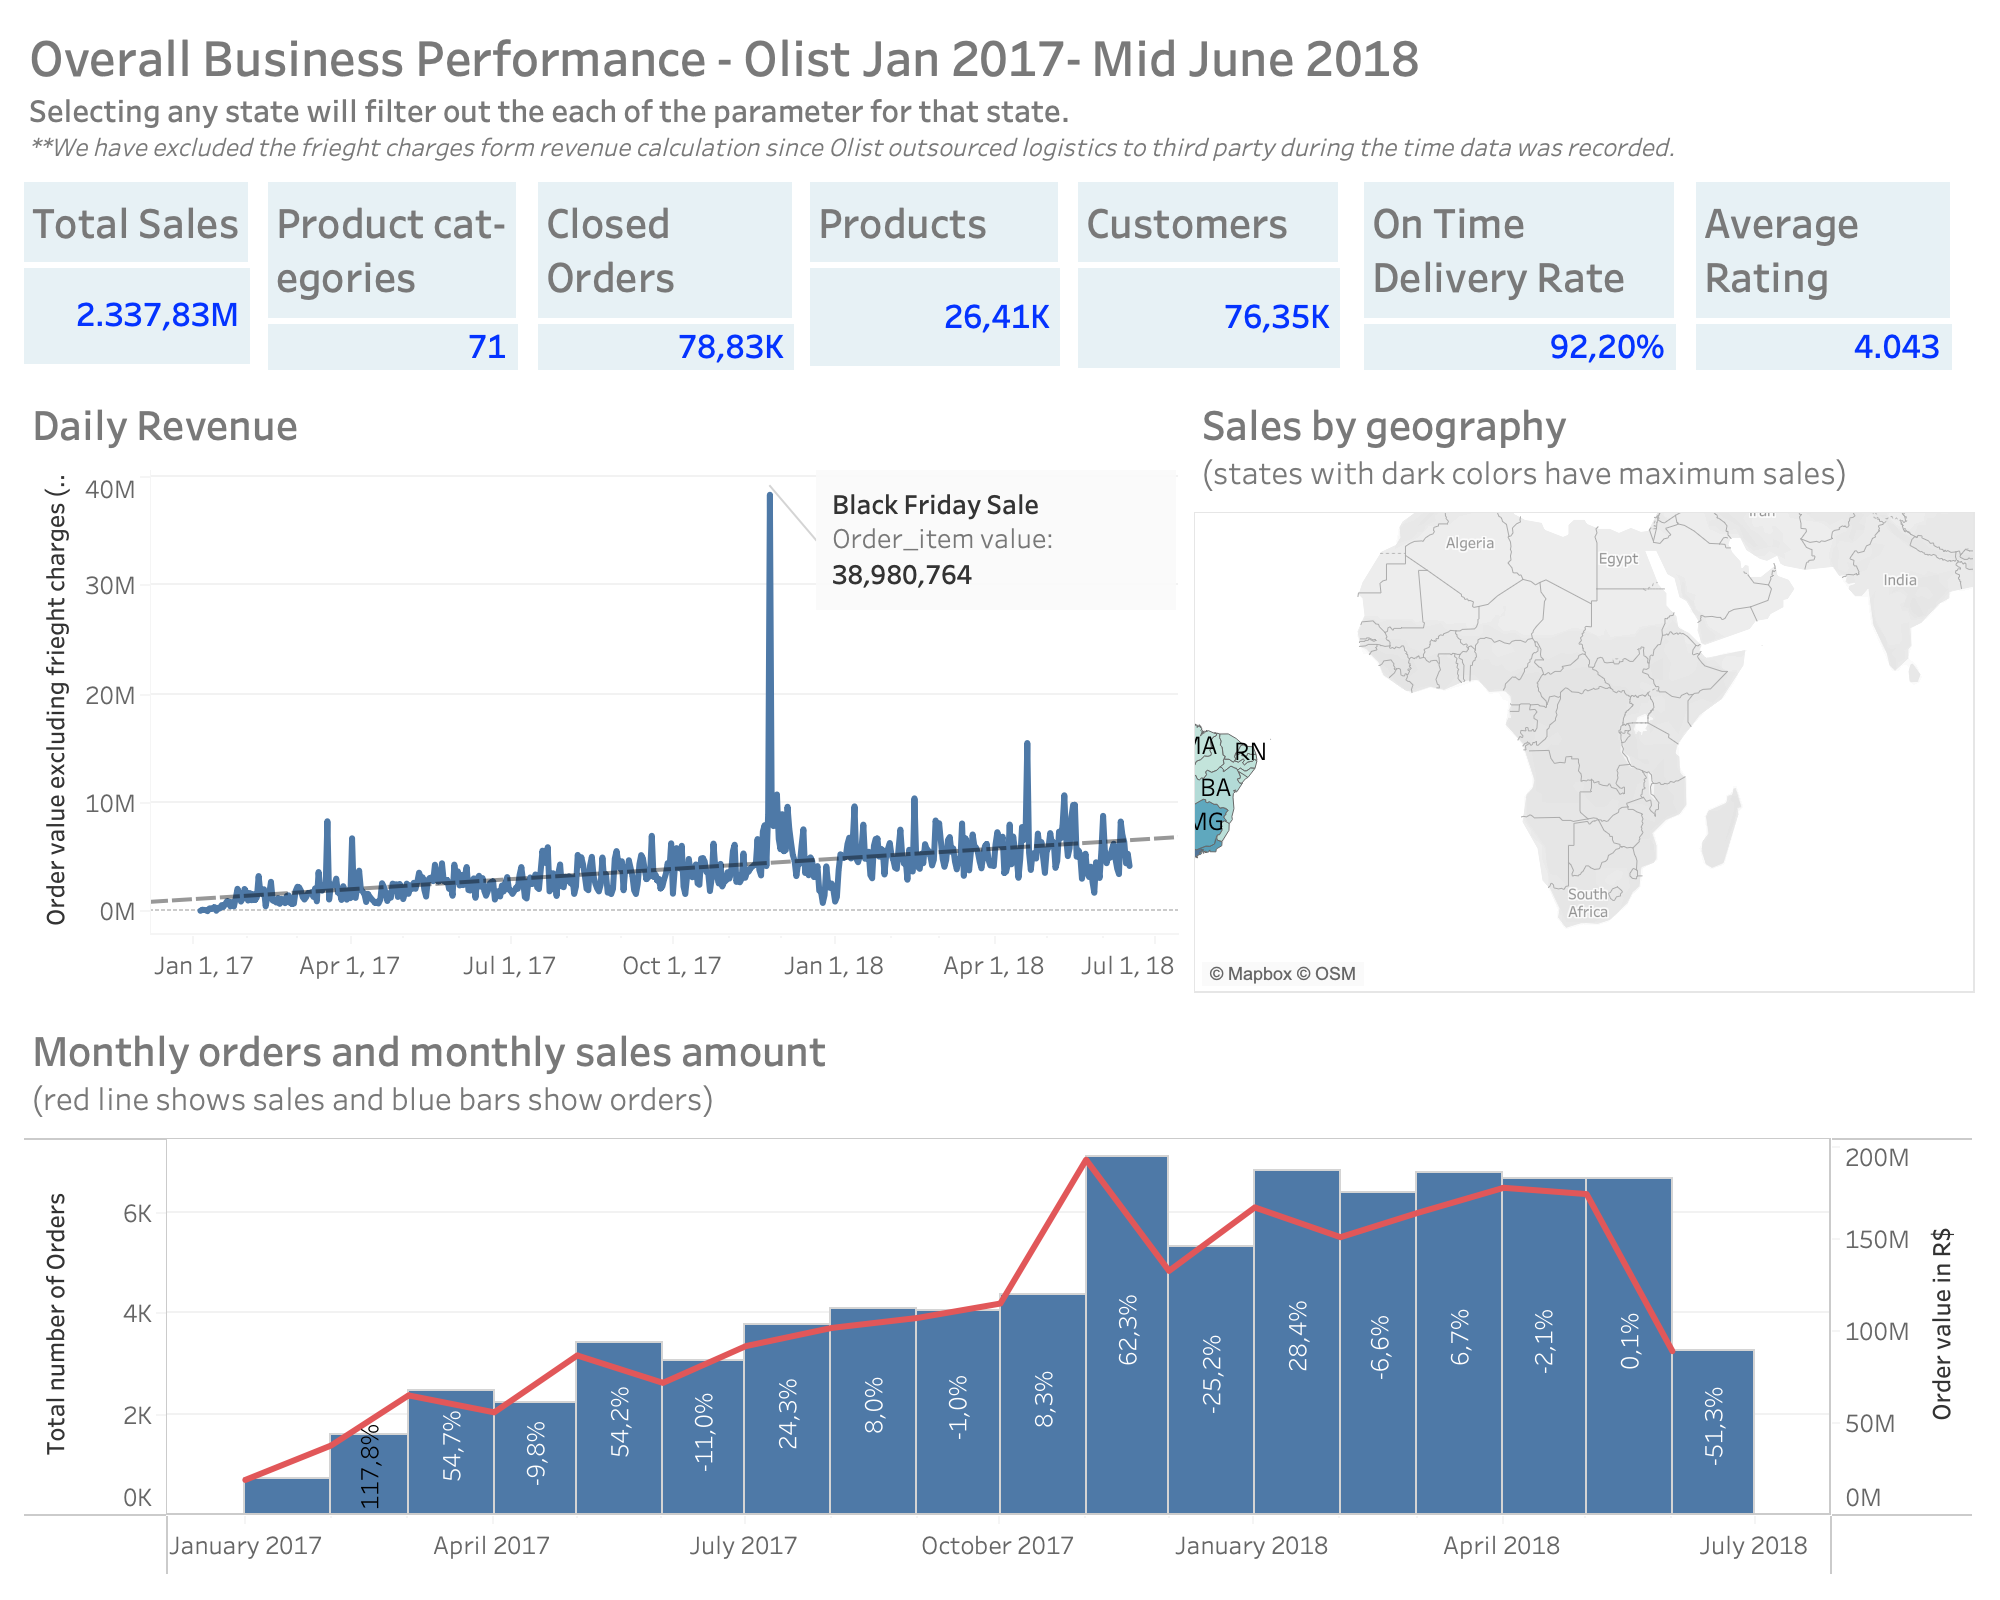 Overall Business Performance - Olist Jan 2017- Mid June 2018
Selecting any state will filter out the each of the parameter for that state.
**We have excluded the frieght charges form revenue calculation since Olist outsourced logistics to third party during the time data was recorded.
Total Sales
2.337,83M
Product cat-
egories
71
Closed
Orders
78,83K
Products
26,41K
Customers
76,35K
On Time
Delivery Rate
92,20%
Average
Rating
4.043
Daily Revenue
Order value excluding frieght charges (..
40M
30M
20M
10M
0M
Black Friday Sale
Order_item value:
38,980,764
Jan 1, 17
Apr 1, 17
Jul 1, 17
Oct 1, 17
Jan 1, 18
Apr 1, 18
Jul 1, 18
Sales by geography
(states with dark colors have maximum sales)
Algeria
Egypt
India
RN
BA
MG
South
Africa
© Mapbox © OSM
Monthly orders and monthly sales amount
(red line shows sales and blue bars show orders)
Total number of Orders
6K
4K
2K
0K
117,8%
54,7%
-9,8%
54,2%
-11,0%
24,3%
8,0%
-1,0%
8,3%
62,3%
-25,2%
28,4%
-6,6%
6,7%
-2,1%
0,1%
-51,3%
200M
150M
100M
50M
0M
Order value in R$
January 2017
April 2017
July 2017
October 2017
January 2018
April 2018
July 2018